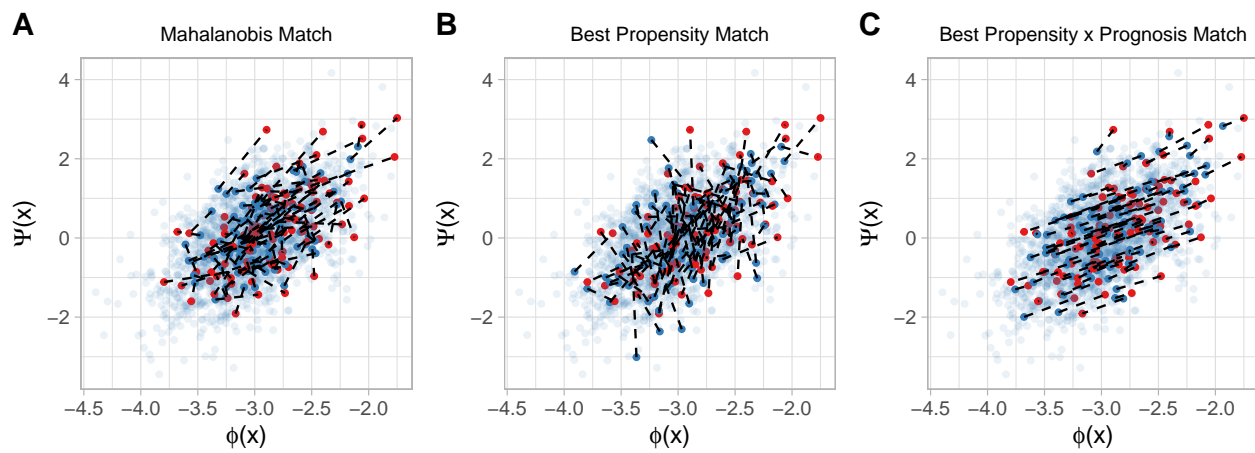 A
Mahalanobis Match
4
2
0
−2
Ψ(x)
−4.5 −4.0 −3.5 −3.0 −2.5 −2.0
ϕ(x)
B
Best Propensity Match
4
2
0
−2
Ψ(x)
−4.5 −4.0 −3.5 −3.0 −2.5 −2.0
ϕ(x)
C
Best Propensity x Prognosis Match
4
2
0
−2
Ψ(x)
−4.5 −4.0 −3.5 −3.0 −2.5 −2.0
ϕ(x)